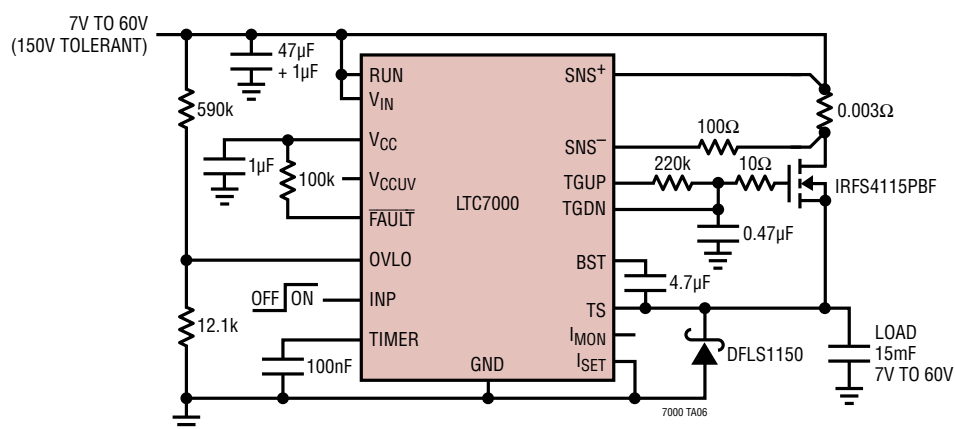 7V TO 60V
(150V TOLERANT)
47µF
+ 1µF
590k
RUN
VIN
VCC
1µF
100k
VCCUV
FAULT
OVLO
OFF ON
INP
12.1k
TIMER
100nF
GND
LTC7000
SNS+
0.003Ω
100Ω
SNS–
220k
10Ω
TGUP
IRFS4115PBF
TGDN
0.47µF
BST
4.7µF
TS
IMON
ISET
DFLS1150
LOAD
15mF
7V TO 60V
7000 TA06